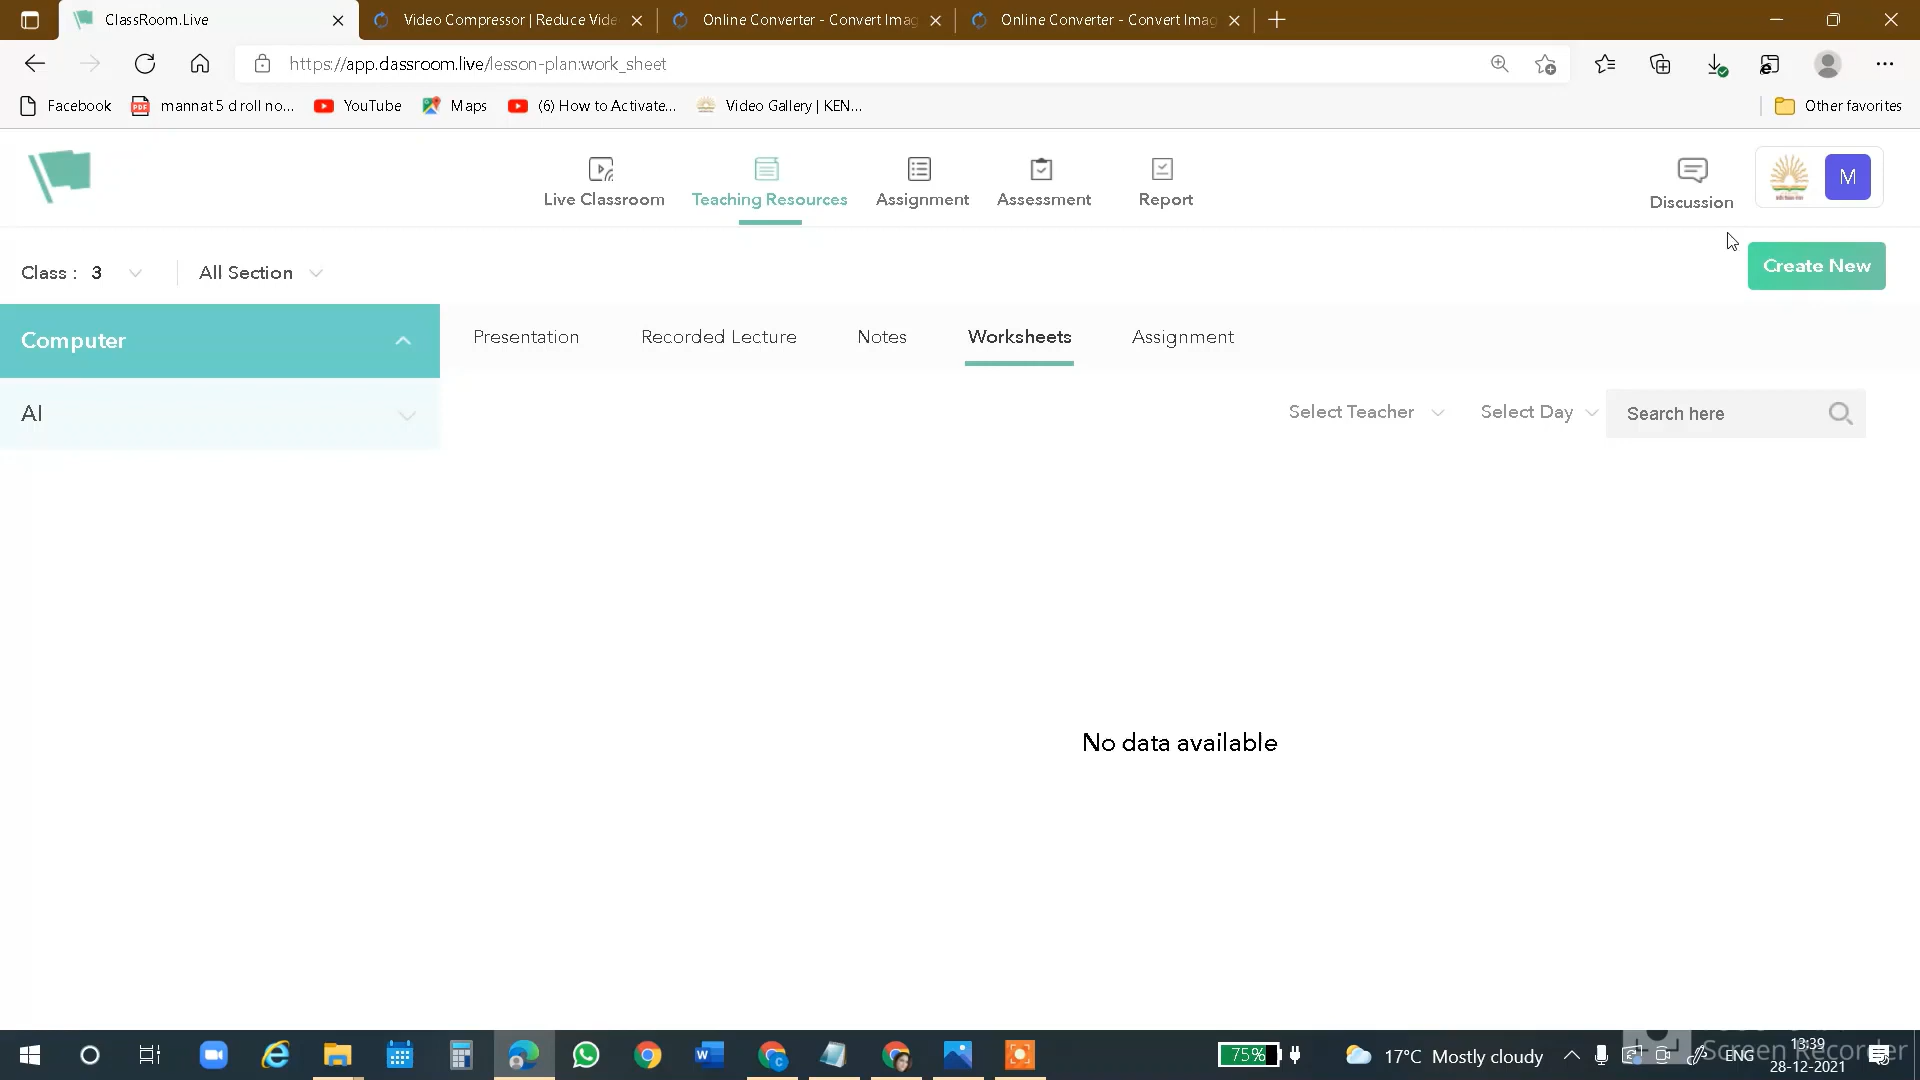 ClassRoom.Live
Video Compressor | Reduce Vide
Online Converter - Convert Imag
Online Converter - Convert Imag
https://app.classroom.live/lesson-plan:work_sheet
Facebook
mannat 5 d roll no...
YouTube
Maps
(6) How to Activate...
Video Gallery | KEN...
Other favorites
Live Classroom
Teaching Resources
Assignment
Assessment
Report
Discussion
M
Class : 3
All Section
Create New
Computer
Presentation
Recorded Lecture
Notes
Worksheets
Assignment
AI
Select Teacher
Select Day
Search here
No data available
75%
17°C Mostly cloudy
ENG
13:39
28-12-2021
Screen Recorder